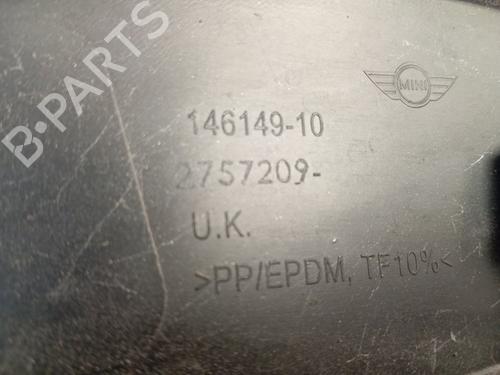 B-PARTS
MINI
146149-10
2757209-
U.K.
>PP/EPDM, TF10%<